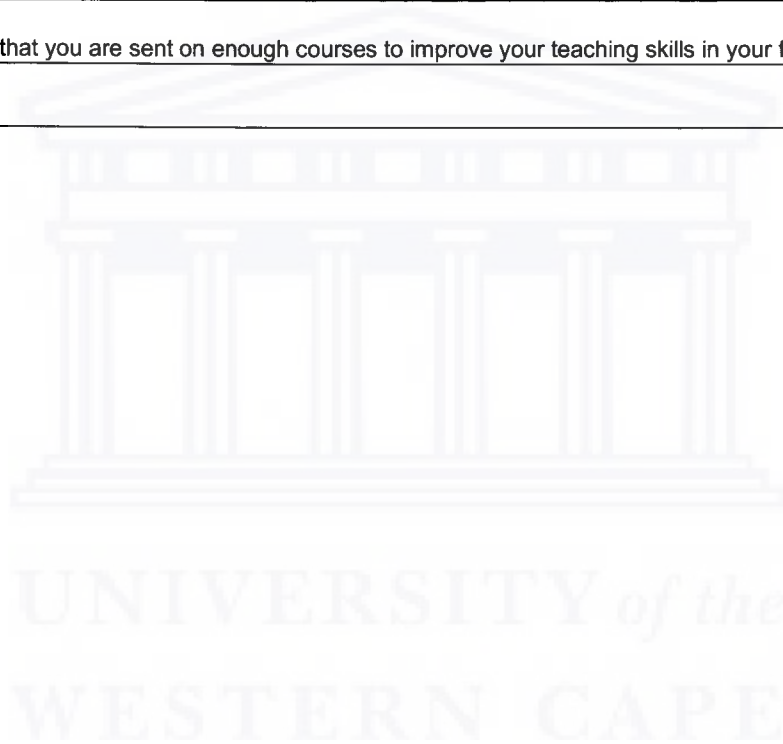 that you are sent on enough courses to improve your teaching skills in your
UNIVERSITY of the
WESTERN CAPE